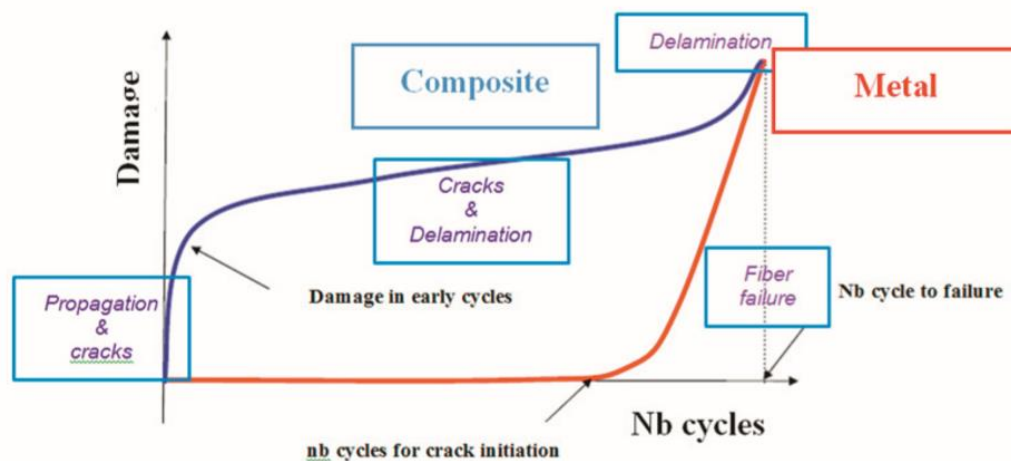 Delamination
Composite
Metal
Damage
Cracks
&
Delamination
Propagation
&
cracks
Damage in early cycles
Fiber
failure
Nb cycle to failure
Nb cycles
nb cycles for crack initiation